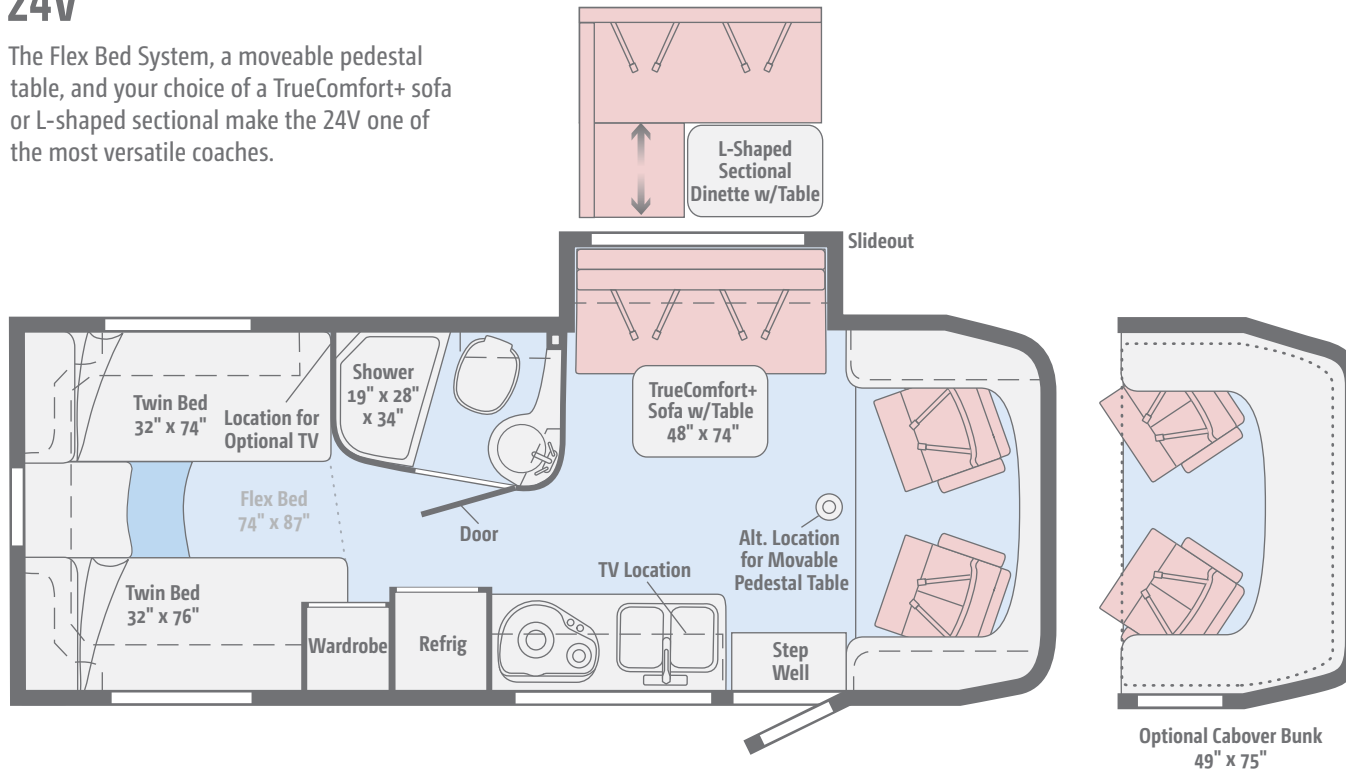 24V
The Flex Bed System, a moveable pedestal
table, and your choice of a TrueComfort+ sofa
or L-shaped sectional make the 24V one of
the most versatile coaches.
L-Shaped
Sectional
Dinette w/Table
Slideout
Twin Bed
32" x 74"
Location for
Optional TV
Shower
19" x 28"
x 34"
TrueComfort+
Sofa w/Table
48" x 74"
Flex Bed
74" x 87"
Door
Alt. Location
for Movable
Pedestal Table
TV Location
Twin Bed
32" x 76"
Wardrobe
Refrig
Step
Well
Optional Cabover Bunk
49" x 75"